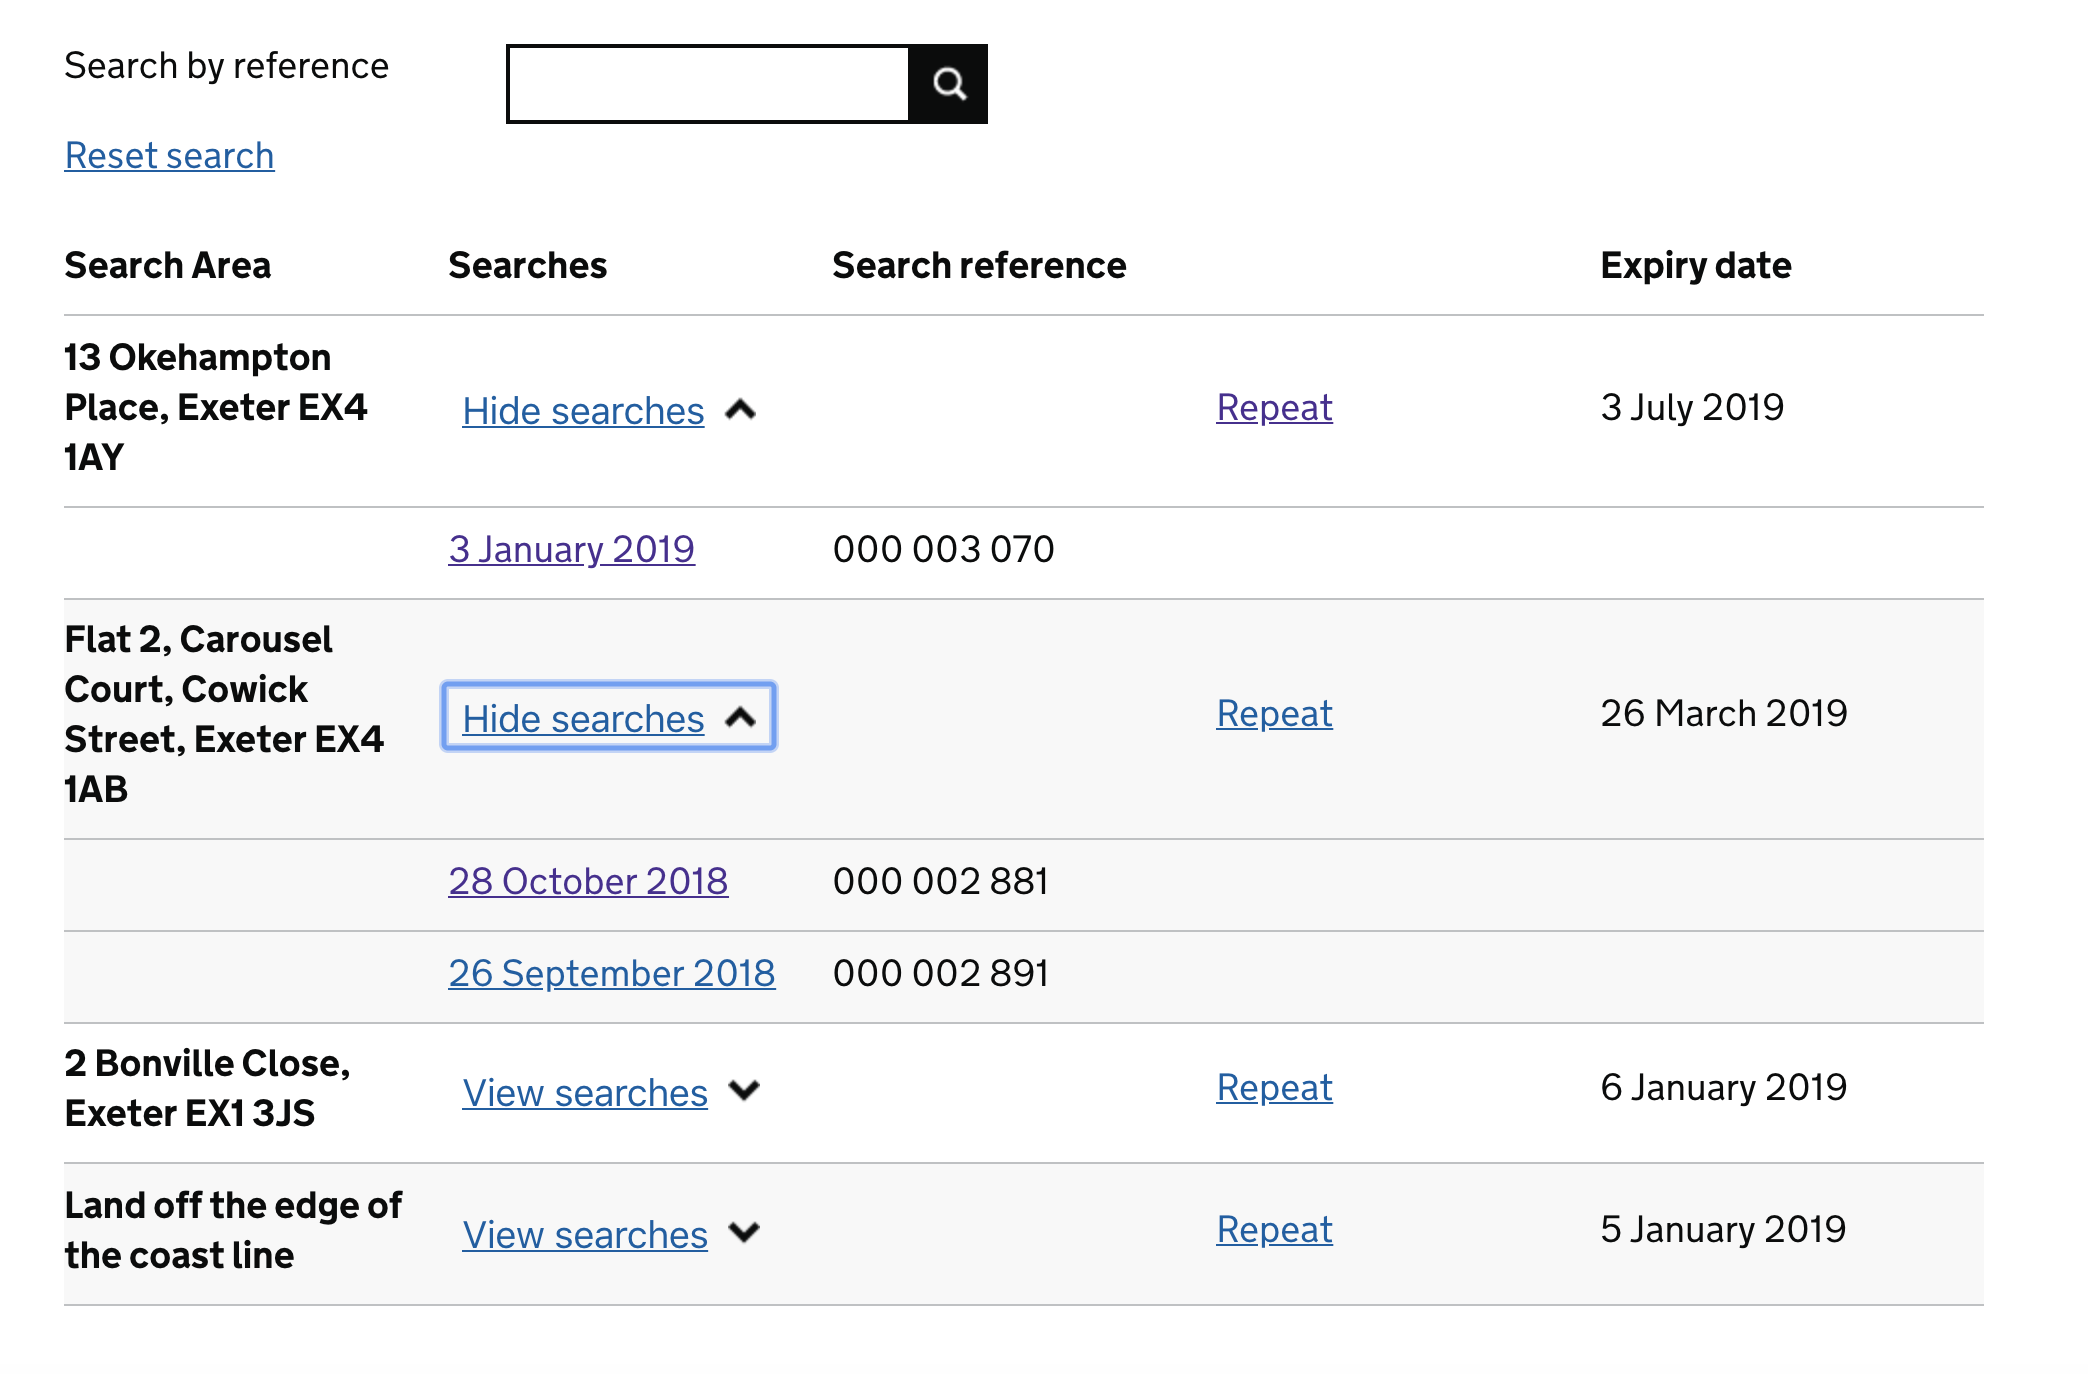 Search by reference
Reset search
Search Area Searches Search reference Expiry date
13 Okehampton
Place, Exeter EX4
1AY
Hide searches Repeat 3 July 2019
3 January 2019 000 003 070
Flat 2, Carousel
Court, Cowick
Street, Exeter EX4
1AB
Hide searches Repeat 26 March 2019
28 October 2018 000 002 881
26 September 2018 000 002 891
2 Bonville Close,
Exeter EX1 3JS
View searches Repeat 6 January 2019
Land off the edge of
the coast line
View searches Repeat 5 January 2019